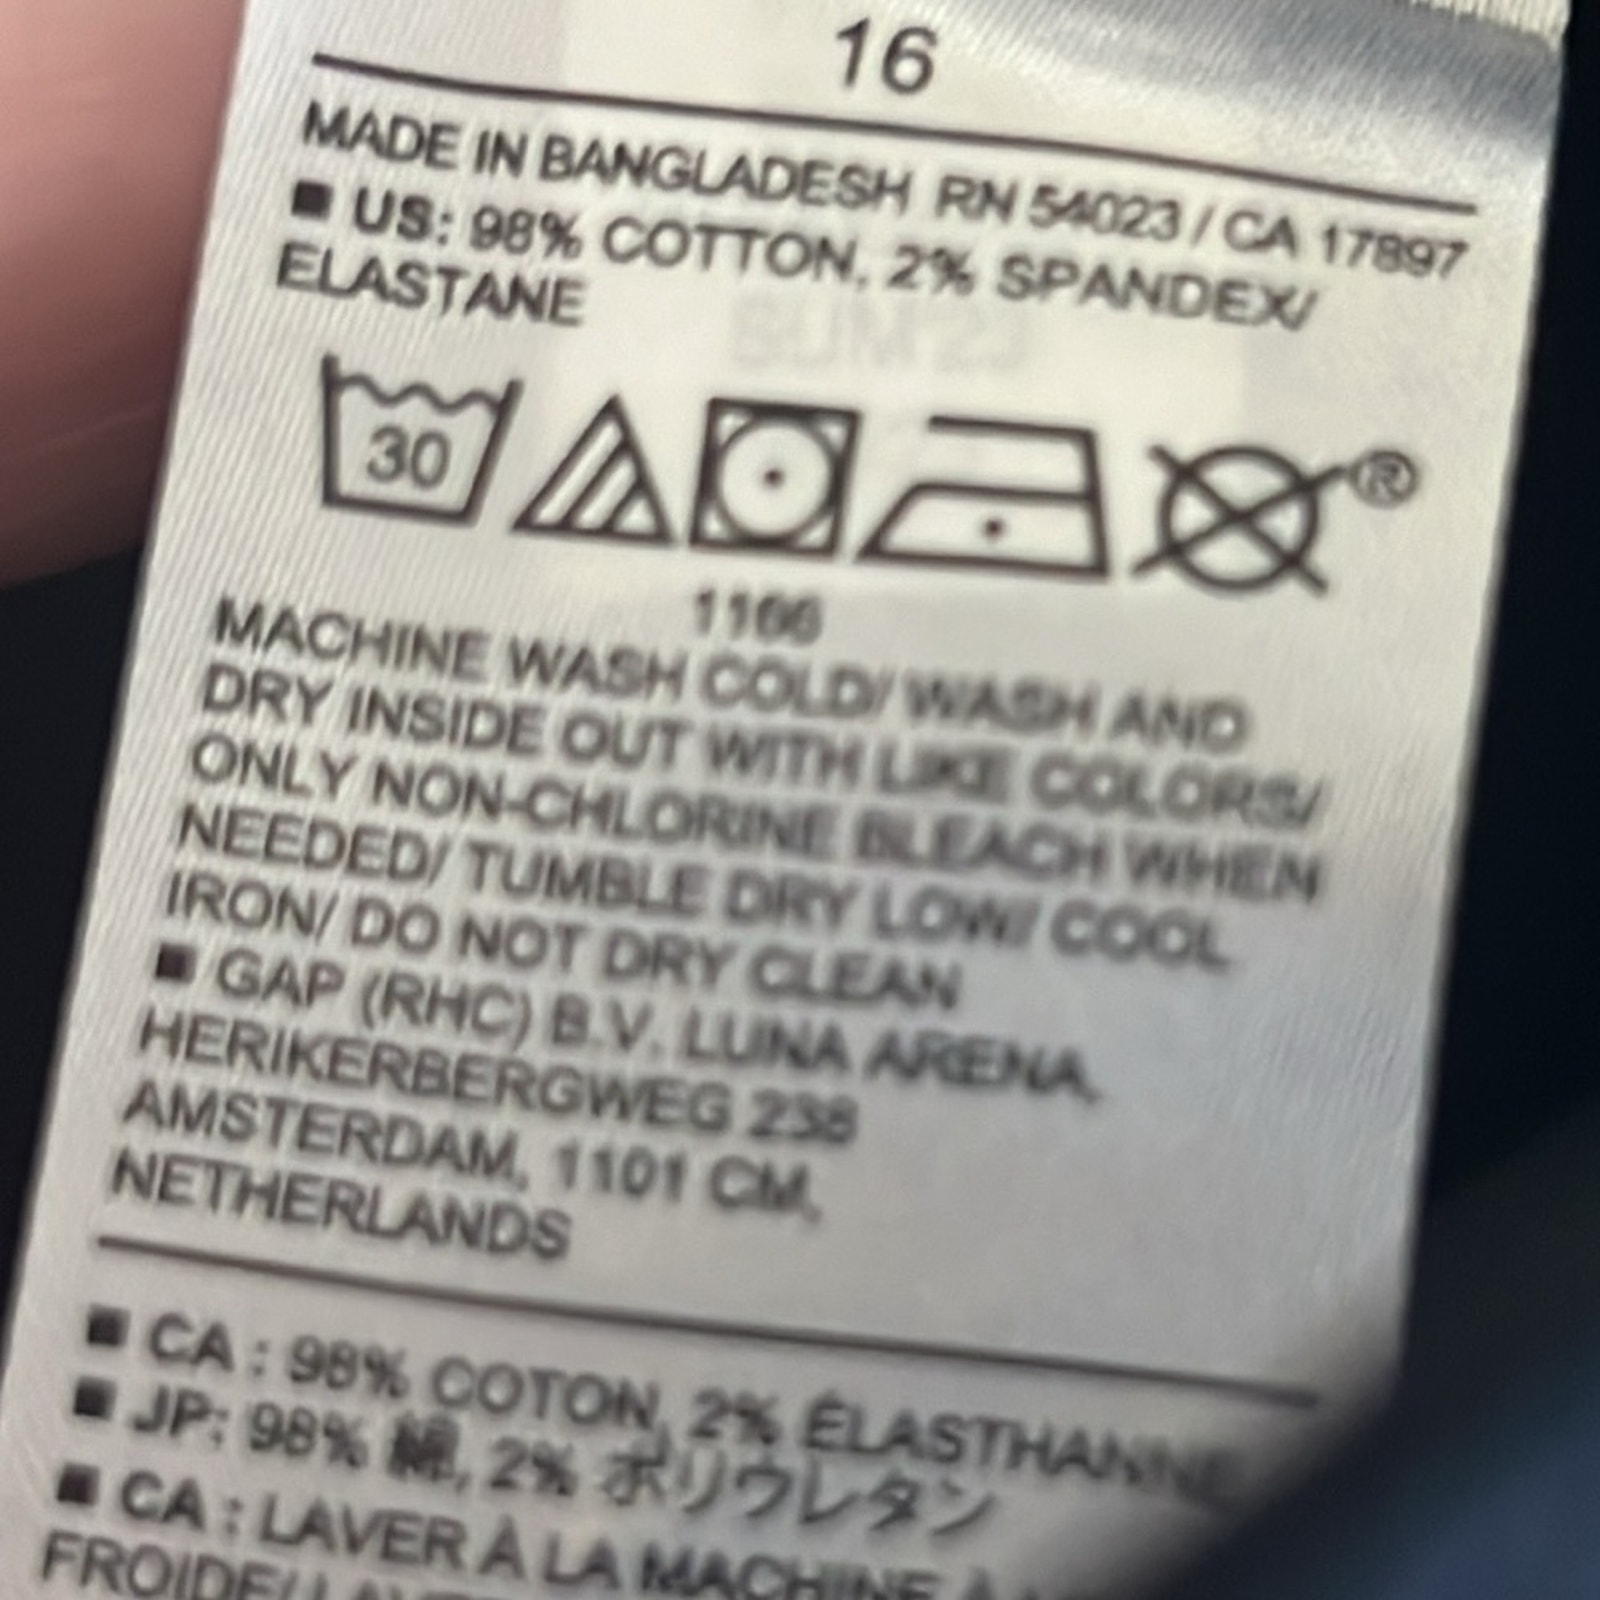 16
MADE IN BANGLADESH RN 54023 / CA 17897
■ US: 98% COTTON, 2% SPANDEX/
ELASTANE
30
®
1166
MACHINE WASH COLD/ WASH AND
DRY INSIDE OUT WITH LIKE COLORS/
ONLY NON-CHLORINE BLEACH WHEN
NEEDED/ TUMBLE DRY LOW/ COOL
IRON/ DO NOT DRY CLEAN
■ GAP (RHC) B.V. LUNA ARENA,
HERIKERBERGWEG 238
AMSTERDAM, 1101 CM,
NETHERLANDS
■ CA : 98% COTON, 2% ÉLASTHANNE
■ JP: 98% 綿, 2% ポリウレタン
■ CA : LAVER À LA MACHINE À
FROIDE/